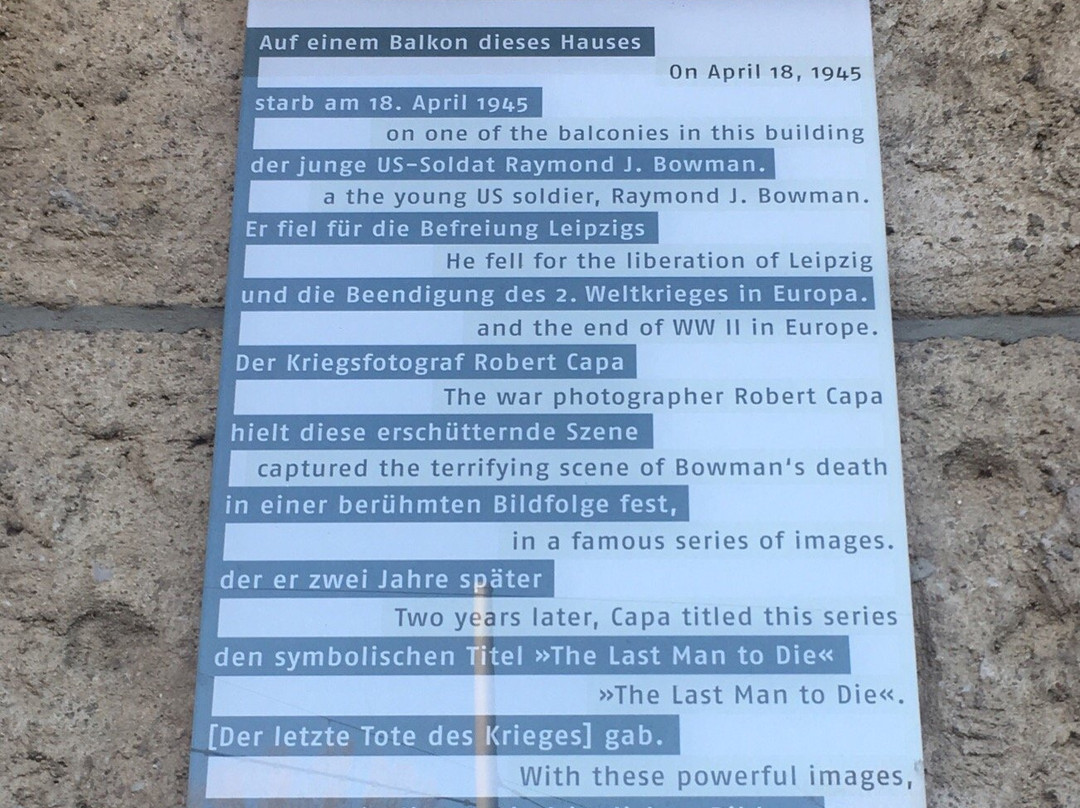 Auf einem Balkon dieses Hauses
On April 18, 1945
starb am 18. April 1945
on one of the balconies in this building
der junge US-Soldat Raymond J. Bowman.
a the young US soldier, Raymond J. Bowman.
Er fiel für die Befreiung Leipzigs
He fell for the liberation of Leipzig
und die Beendigung des 2. Weltkrieges in Europa.
and the end of WW II in Europe.
Der Kriegsfotograf Robert Capa
The war photographer Robert Capa
hielt diese erschütternde Szene
captured the terrifying scene of Bowman's death
in einer berühmten Bildfolge fest,
in a famous series of images.
der er zwei Jahre später
Two years later, Capa titled this series
den symbolischen Titel »The Last Man to Die«
»The Last Man to Die«.
[Der letzte Tote des Krieges] gab.
With these powerful images,